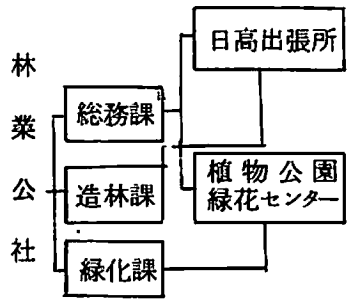 林業公社
総務課
造林課
緑化課
日高出張所
植物公園
緑花センター